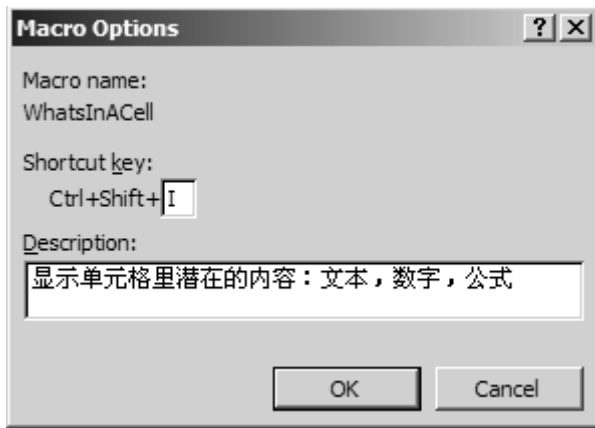 Macro Options
Macro name:
WhatsInACell
Shortcut key:
Ctrl+Shift+I
Description:
显示单元格里潜在的内容：文本，数字，公式
OK
Cancel